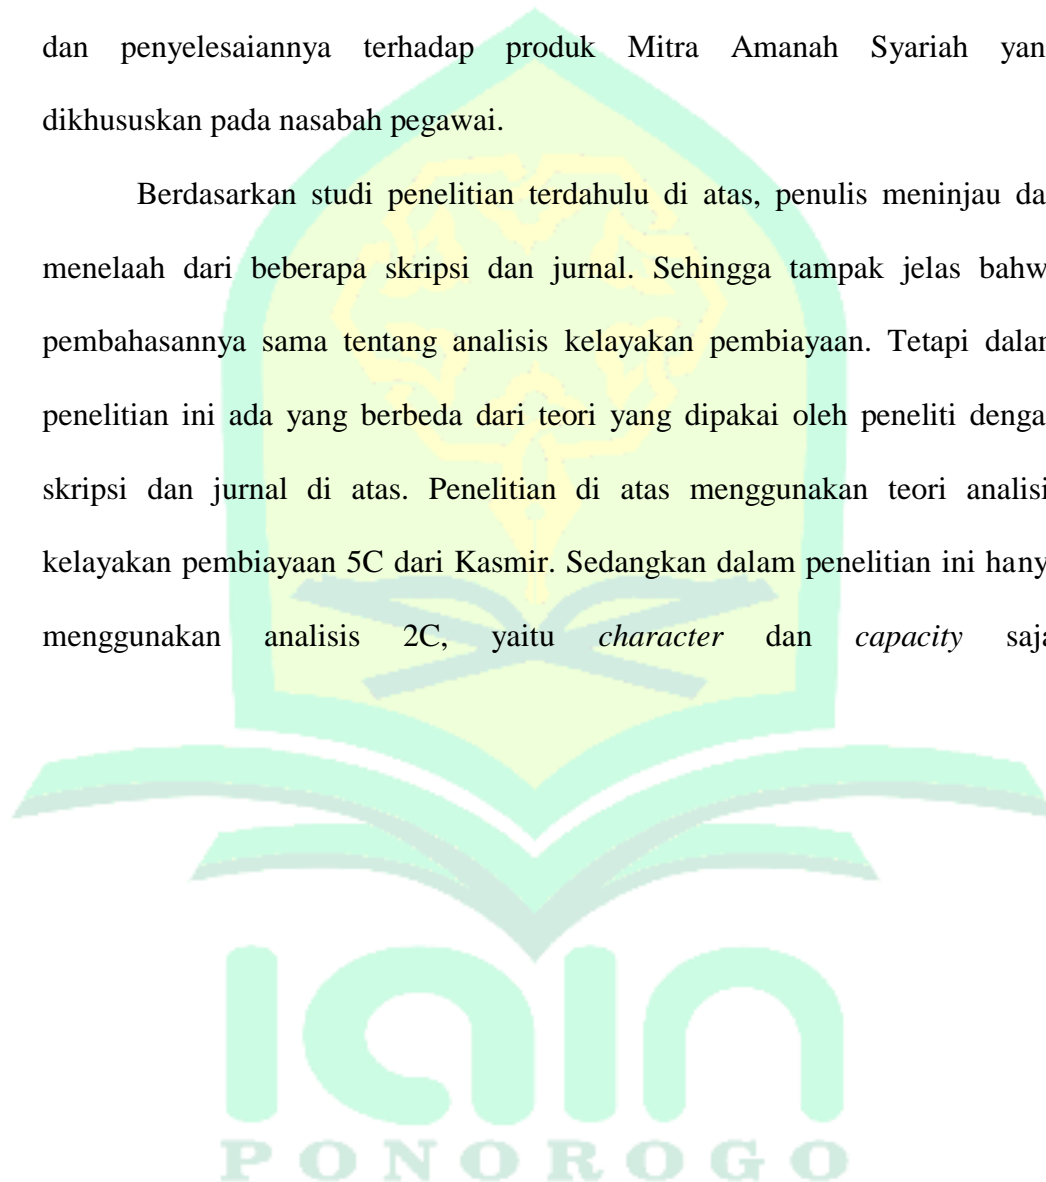 dan penyelesaiannya terhadap produk Mitra Amanah Syariah yan
dikhususkan pada nasabah pegawai.
Berdasarkan studi penelitian terdahulu di atas, penulis meninjau da
menelaah dari beberapa skripsi dan jurnal. Sehingga tampak jelas bahw
pembahasannya sama tentang analisis kelayakan pembiayaan. Tetapi dalam
penelitian ini ada yang berbeda dari teori yang dipakai oleh peneliti denga
skripsi dan jurnal di atas. Penelitian di atas menggunakan teori analisi
kelayakan pembiayaan 5C dari Kasmir. Sedangkan dalam penelitian ini hany
menggunakan analisis 2C, yaitu character dan capacity saja
iain
PONOROGO